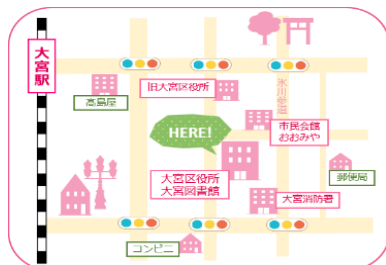 大宮駅
高島屋
旧大宮区役所
氷川参道
HERE!
市民会館
おおみや
大宮区役所
大宮図書館
郵便局
大宮消防署
コンビニ